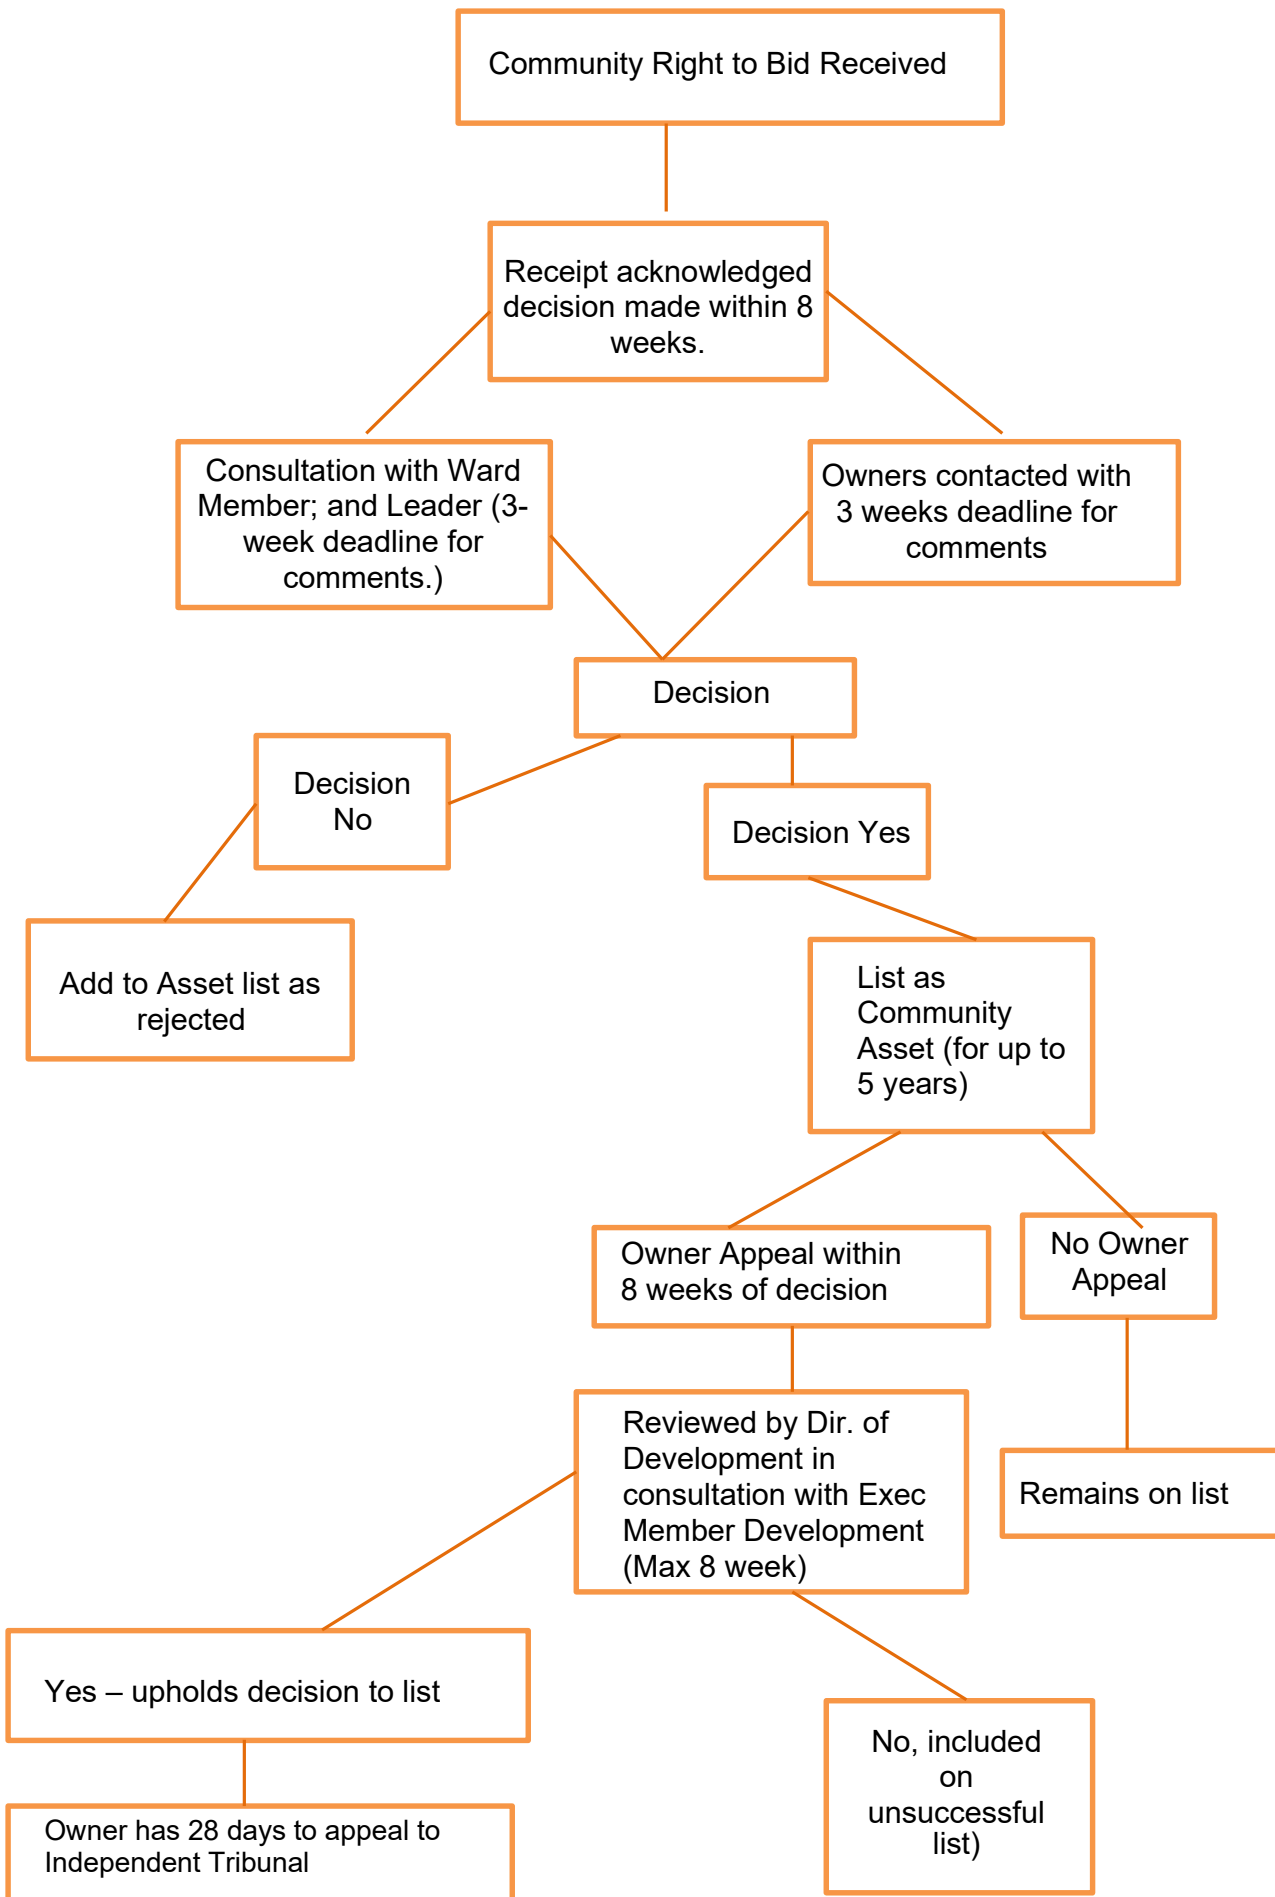 Community Right to Bid Received
Receipt acknowledged
decision made within 8
weeks.
Consultation with Ward
Member; and Leader (3-
week deadline for
comments.)
Owners contacted with
3 weeks deadline for
comments
Decision
Decision
No
Decision Yes
Add to Asset list as
rejected
List as
Community
Asset (for up to
5 years)
Owner Appeal within
8 weeks of decision
No Owner
Appeal
Reviewed by Dir. of
Development in
consultation with Exec
Member Development
(Max 8 week)
Remains on list
Yes – upholds decision to list
No, included
on
unsuccessful
list)
Owner has 28 days to appeal to
Independent Tribunal